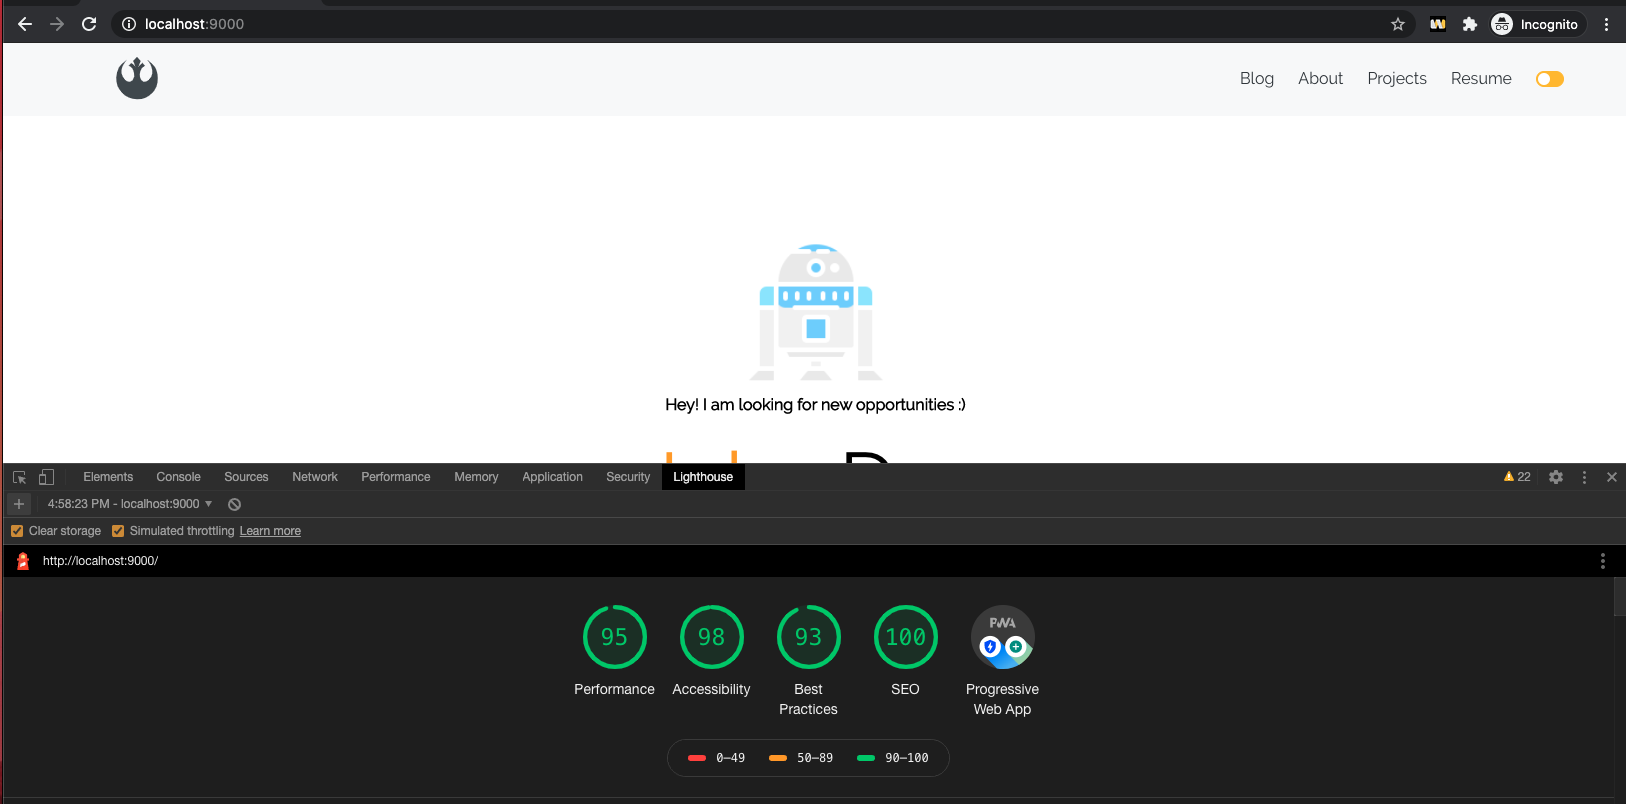 localhost:9000
Incognito
Blog About Projects Resume
Hey! I am looking for new opportunities :)
Elements Console Sources Network Performance Memory Application Security Lighthouse 22
4:58:23 PM - localhost:9000
Clear storage Simulated throttling Learn more
http://localhost:9000/
95 98 93 100 PWA
Performance Accessibility Best Practices SEO Progressive Web App
0–49 50–89 90–100